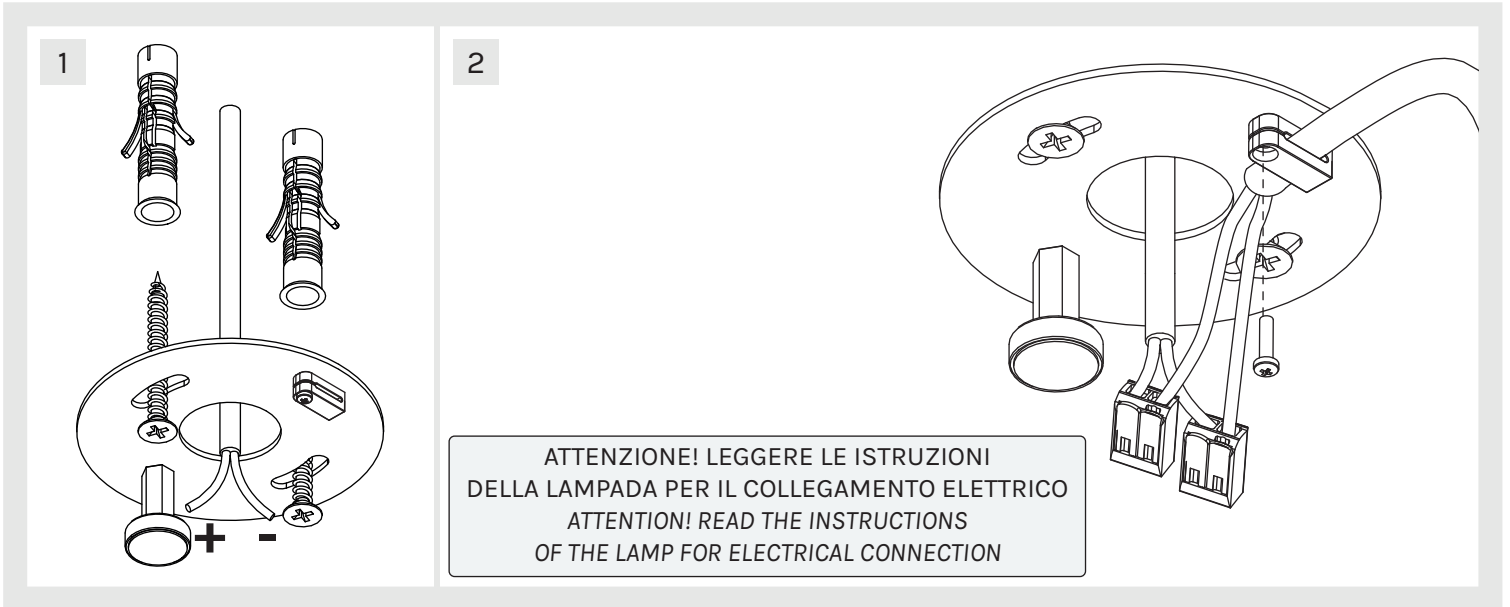 1
2
+ -
ATTENZIONE! LEGGERE LE ISTRUZIONI
DELLA LAMPADA PER IL COLLEGAMENTO ELETTRICO
ATTENTION! READ THE INSTRUCTIONS
OF THE LAMP FOR ELECTRICAL CONNECTION